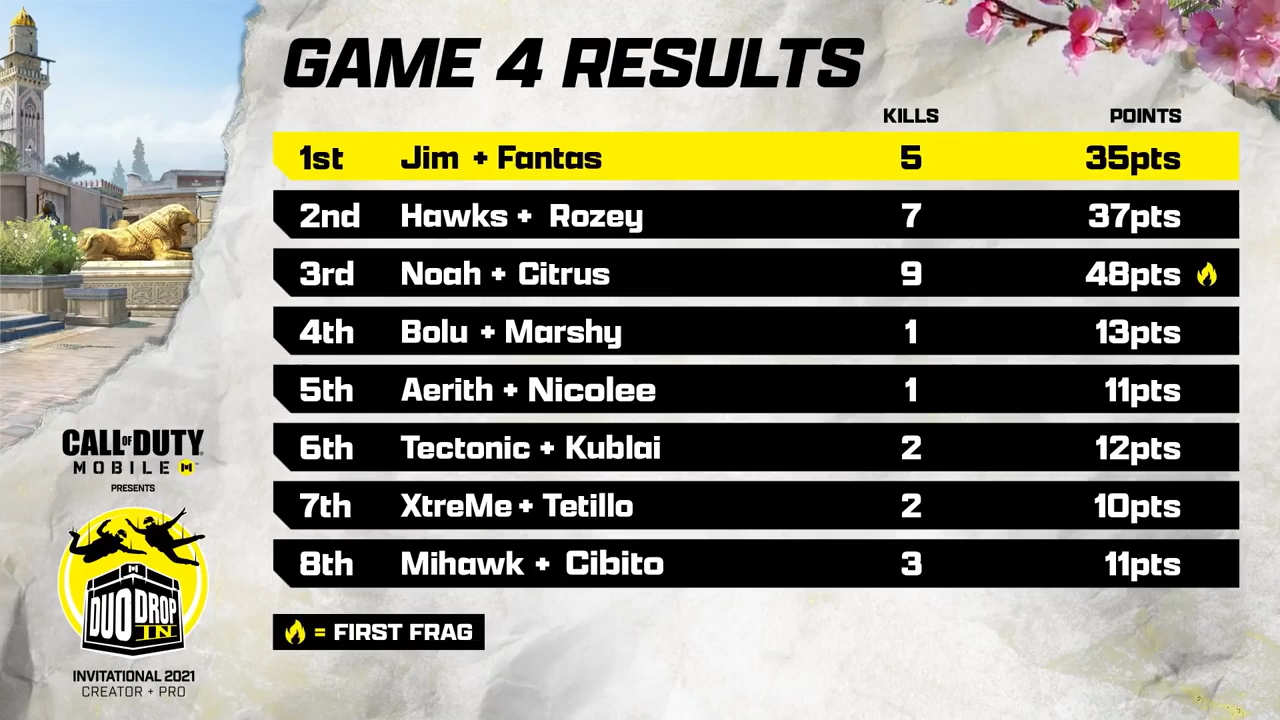 GAME 4 RESULTS
KILLS POINTS
1st Jim + Fantas 5 35pts
2nd Hawks + Rozey 7 37pts
3rd Noah + Citrus 9 48pts
4th Bolu + Marshy 1 13pts
5th Aerith + Nicolee 1 11pts
6th Tectonic + Kublai 2 12pts
7th XtreMe + Tetillo 2 10pts
8th Mihawk + Cibito 3 11pts
= FIRST FRAG
CALL OF DUTY
MOBILE
PRESENTS
DUO DROP
IN
INVITATIONAL 2021
CREATOR + PRO